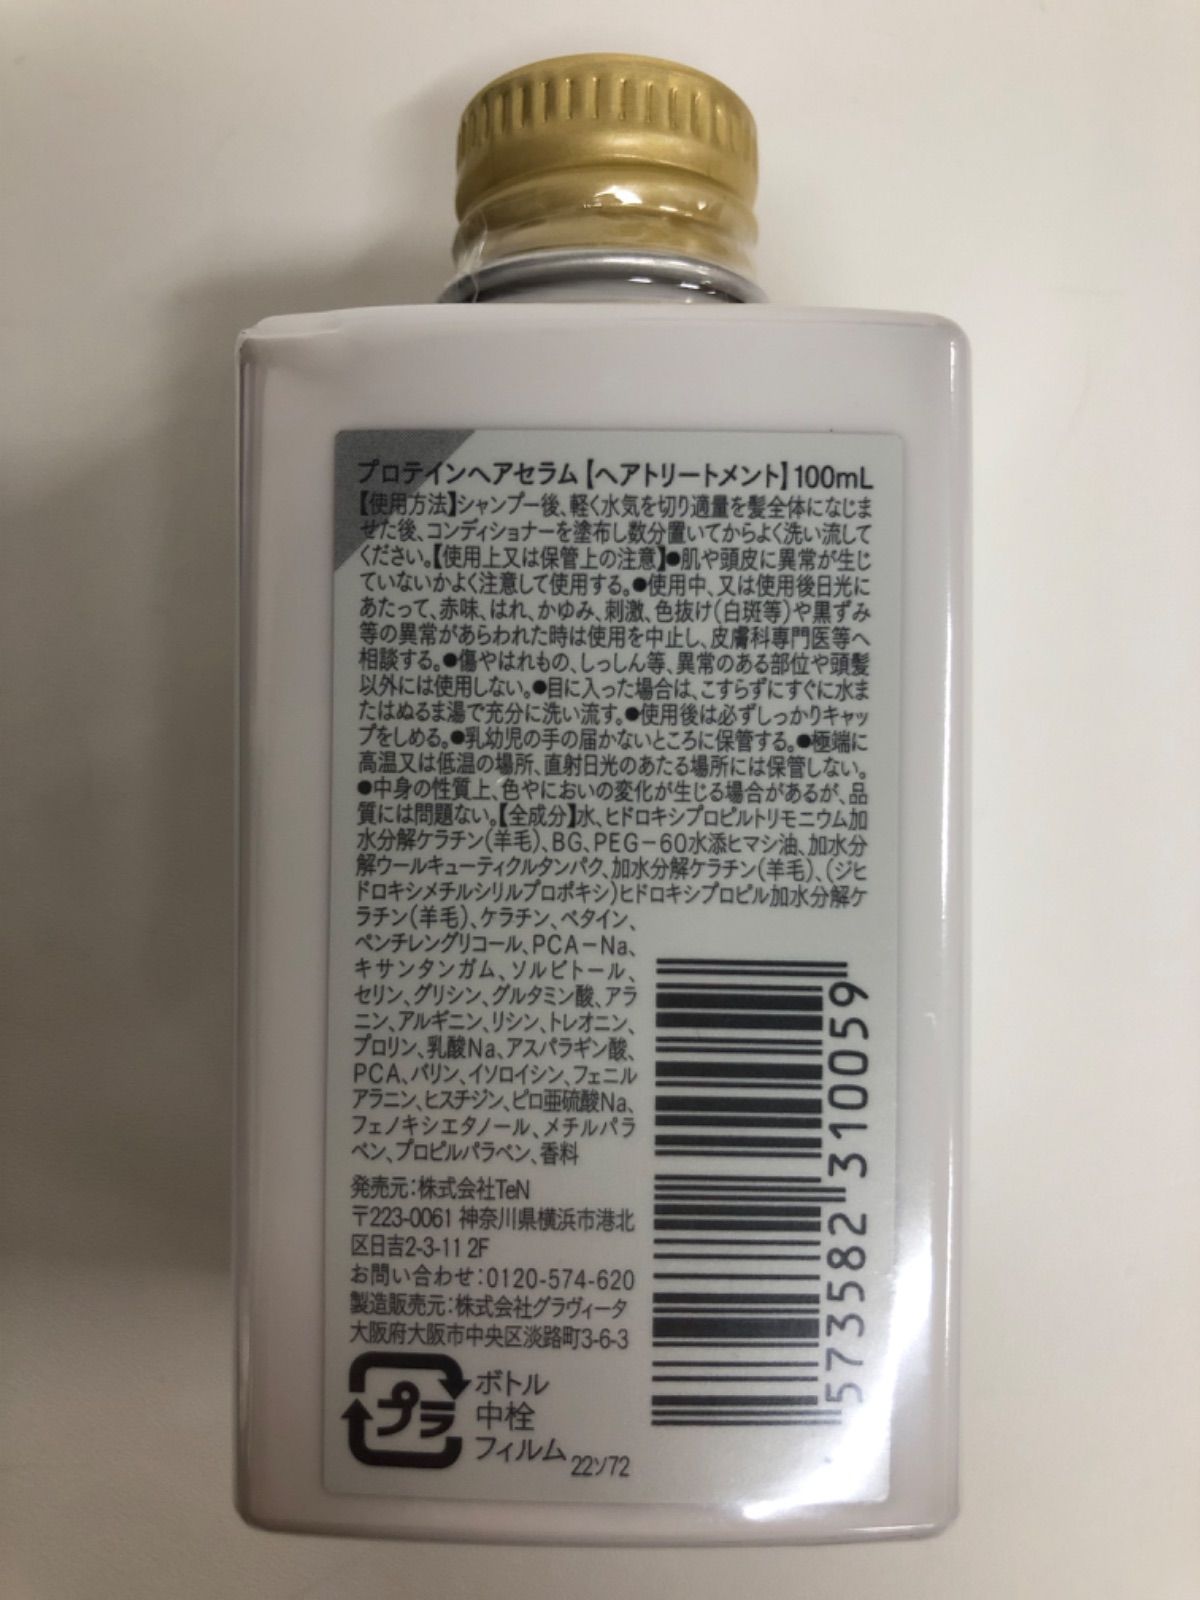 プロテインヘアセラム【ヘアトリートメント】100mL
【使用方法】シャンプー後、軽く水気を切り適量を髪全体になじま
せた後、コンディショナーを塗布し数分置いてからよく洗い流して
ください。【使用上又は保管上の注意】●肌や頭皮に異常が生じ
ていないかよく注意して使用する。●使用中、又は使用後日光に
あたって、赤味、はれ、かゆみ、刺激、色抜け(白斑等)や黒ずみ
等の異常があらわれた時は使用を中止し、皮膚科専門医等へ
相談する。●傷やはれもの、しっしん等、異常のある部位や頭髪
以外には使用しない。●目に入った場合は、こすらずにすぐに水ま
たはぬるま湯で充分に洗い流す。●使用後は必ずしっかりキャッ
プをしめる。●乳幼児の手の届かないところに保管する。●極端に
高温又は低温の場所、直射日光のあたる場所には保管しない。
●中身の性質上、色やにおいの変化が生じる場合があるが、品
質には問題ない。【全成分】水、ヒドロキシプロピルトリモニウム加
水分解ケラチン(羊毛)、BG、PEG-60水添ヒマシ油、加水分
解ウールキューティクルタンパク、加水分解ケラチン(羊毛)、(ジヒ
ドロキシメチルシリルプロポキシ)ヒドロキシプロピル加水分解ケ
ラチン(羊毛)、ケラチン、ベタイン、
ペンチレングリコール、PCA-Na、
キサンタンガム、ソルビトール、
セリン、グリシン、グルタミン酸、アラ
ニン、アルギニン、リシン、トレオニン、
プロリン、乳酸Na、アスパラギン酸、
PCA、バリン、イソロイシン、フェニル
アラニン、ヒスチジン、ピロ亜硫酸Na、
フェノキシエタノール、メチルパラ
ベン、プロピルパラベン、香料
発売元:株式会社TeN
〒223-0061 神奈川県横浜市港北
区日吉2-3-11 2F
お問い合わせ:0120-574-620
製造販売元:株式会社グラヴィータ
大阪府大阪市中央区淡路町3-6-3
プラ
ボトル
中栓
フィルム
22ソ72
573582 310059